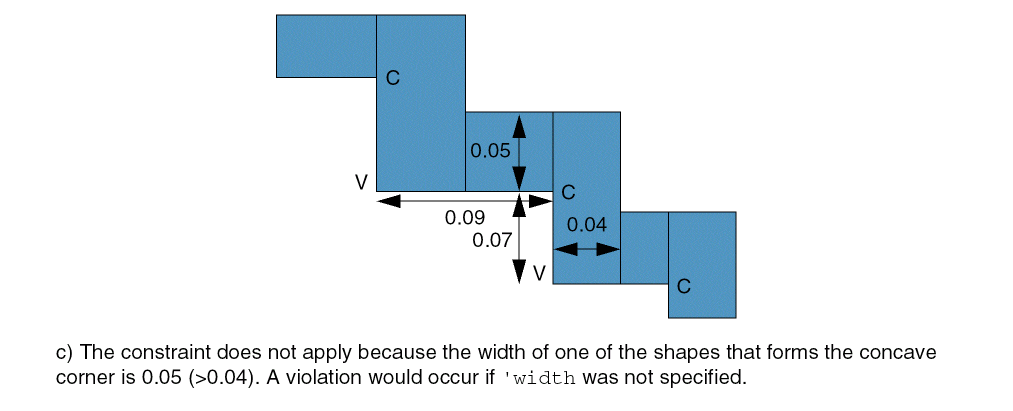 C
0.05
V
C
0.09
0.04
0.07
V
C
c) The constraint does not apply because the width of one of the shapes that forms the concave
corner is 0.05 (>0.04). A violation would occur if 'width was not specified.